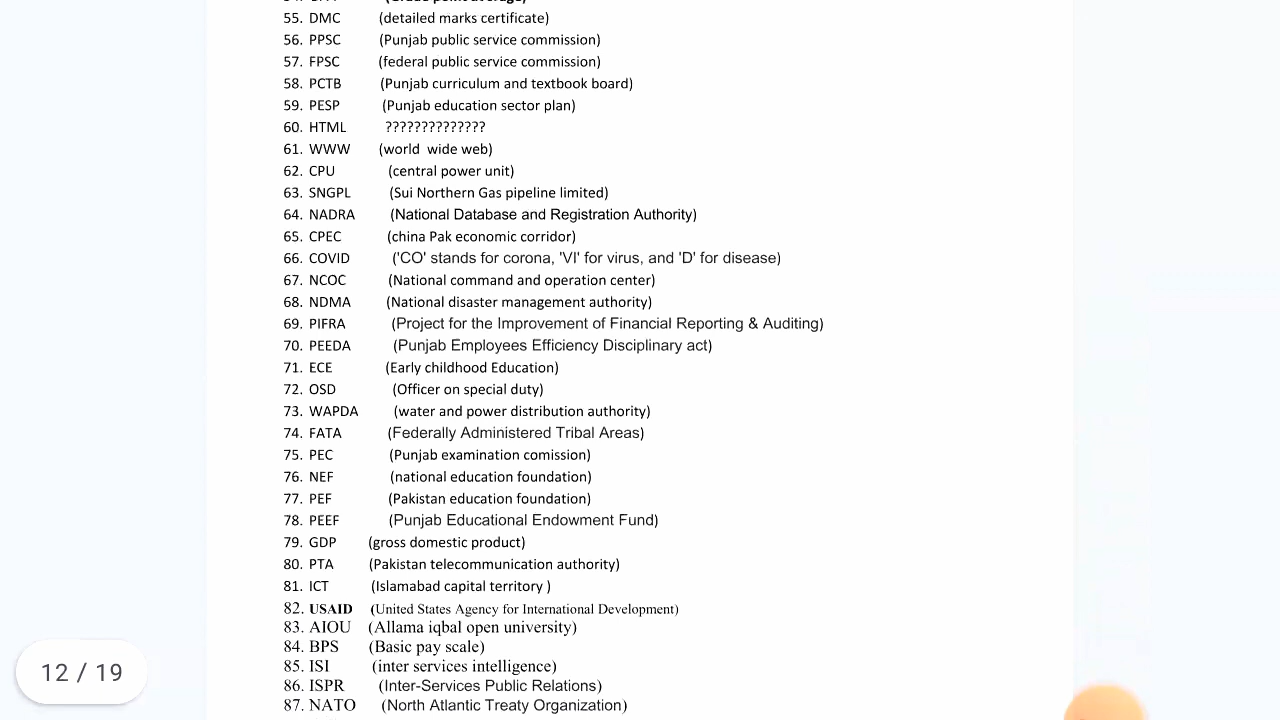 55. DMC (detailed marks certificate)
56. PPSC (Punjab public service commission)
57. FPSC (federal public service commission)
58. PCTB (Punjab curriculum and textbook board)
59. PESP (Punjab education sector plan)
60. HTML ??????????????
61. WWW (world wide web)
62. CPU (central power unit)
63. SNGPL (Sui Northern Gas pipeline limited)
64. NADRA (National Database and Registration Authority)
65. CPEC (china Pak economic corridor)
66. COVID ('CO' stands for corona, 'VI' for virus, and 'D' for disease)
67. NCOC (National command and operation center)
68. NDMA (National disaster management authority)
69. PIFRA (Project for the Improvement of Financial Reporting & Auditing)
70. PEEDA (Punjab Employees Efficiency Disciplinary act)
71. ECE (Early childhood Education)
72. OSD (Officer on special duty)
73. WAPDA (water and power distribution authority)
74. FATA (Federally Administered Tribal Areas)
75. PEC (Punjab examination comission)
76. NEF (national education foundation)
77. PEF (Pakistan education foundation)
78. PEEF (Punjab Educational Endowment Fund)
79. GDP (gross domestic product)
80. PTA (Pakistan telecommunication authority)
81. ICT (Islamabad capital territory )
82. USAID (United States Agency for International Development)
83. AIOU (Allama iqbal open university)
84. BPS (Basic pay scale)
85. ISI (inter services intelligence)
86. ISPR (Inter-Services Public Relations)
87. NATO (North Atlantic Treaty Organization)
12 / 19